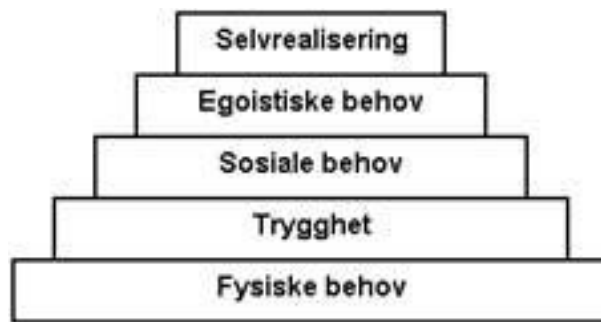 Selvrealisering
Egoistiske behov
Sosiale behov
Trygghet
Fysiske behov